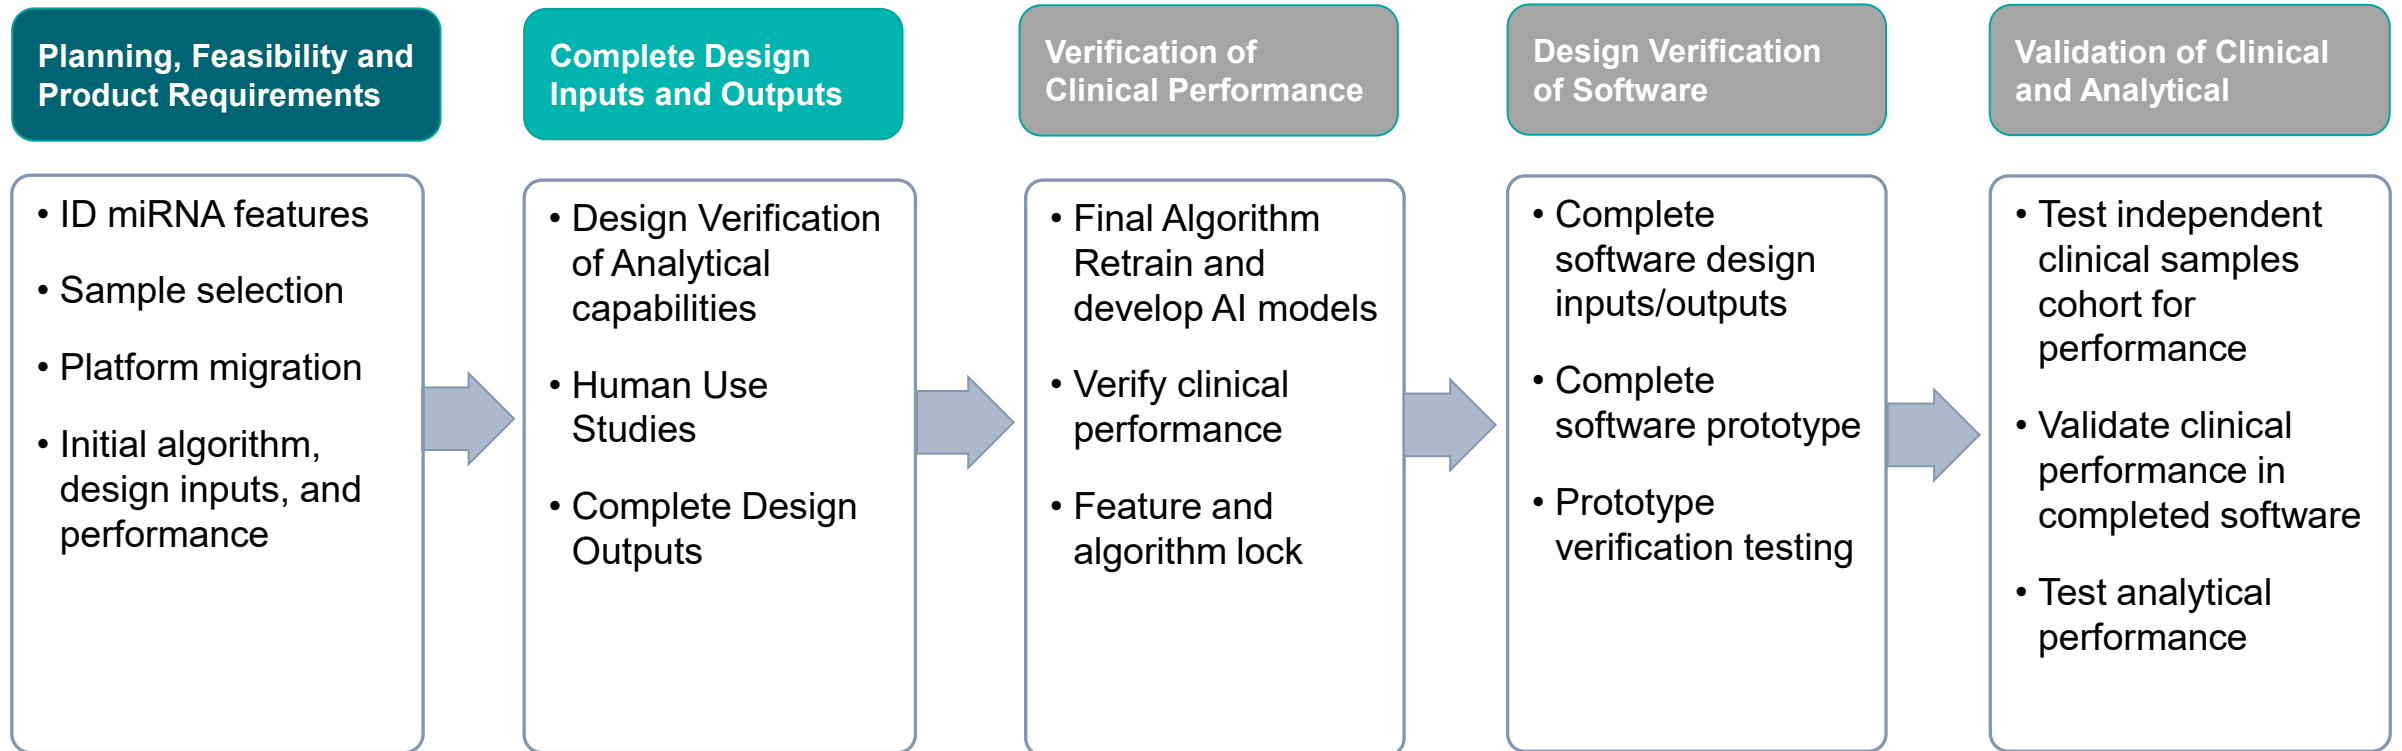 Planning, Feasibility and
Product Requirements
• ID miRNA features
• Sample selection
• Platform migration
• Initial algorithm,
design inputs, and
performance
Complete Design
Inputs and Outputs
• Design Verification
of Analytical
capabilities
• Human Use
Studies
• Complete Design
Outputs
Verification of
Clinical Performance
• Final Algorithm
Retrain and
develop AI models
• Verify clinical
performance
• Feature and
algorithm lock
Design Verification
of Software
• Complete
software design
inputs/outputs
• Complete
software prototype
• Prototype
verification testing
Validation of Clinical
and Analytical
• Test independent
clinical samples
cohort for
performance
• Validate clinical
performance in
completed software
• Test analytical
performance